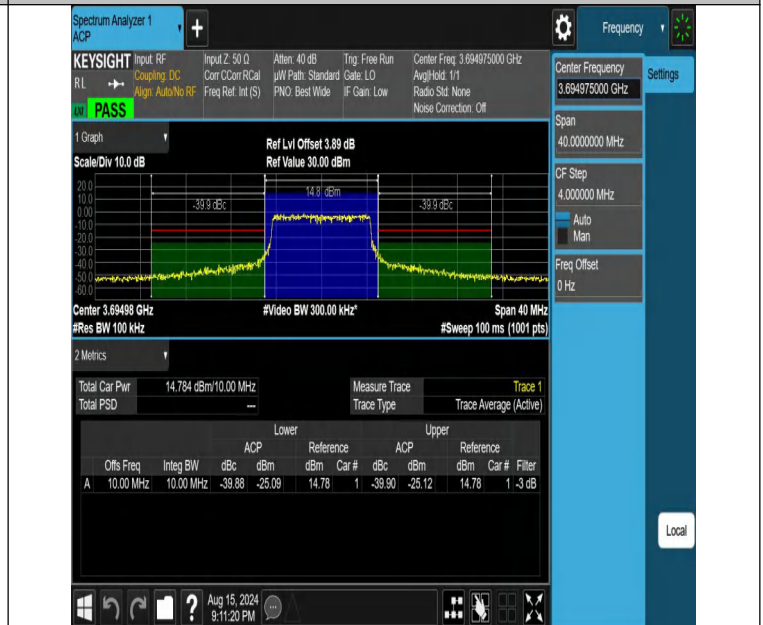 Spectrum Analyzer 1
ACP
+
Frequency
KEYSIGHT
RL
PASS
Input: RF
Coupling: DC
Align: Auto/No RF
Input Z: 50 Ω
Corr CCorr RCal
Freq Ref: Int (S)
Atten: 40 dB
µW Path: Standard
PNO: Best Wide
Trig: Free Run
Gate: LO
IF Gain: Low
Center Freq: 3.694975000 GHz
Avg|Hold: 1/1
Radio Std: None
Noise Correction: Off
Center Frequency
3.694975000 GHz
Settings
Span
40.0000000 MHz
CF Step
4.000000 MHz
Auto
Man
Freq Offset
0 Hz
1 Graph
Scale/Div 10.0 dB
Ref Lvl Offset 3.89 dB
Ref Value 30.00 dBm
20.0
10.0
0.00
-10.0
-20.0
-30.0
-40.0
-50.0
-60.0
-39.9 dBc
14.8 dBm
-39.9 dBc
Center 3.69498 GHz
#Video BW 300.00 kHz*
Span 40 MHz
#Res BW 100 kHz
#Sweep 100 ms (1001 pts)
2 Metrics
Total Car Pwr 14.784 dBm/10.00 MHz
Total PSD ---
Measure Trace Trace 1
Trace Type Trace Average (Active)
Lower Upper
ACP Reference ACP Reference
Offs Freq Integ BW dBc dBm dBm Car # dBc dBm dBm Car # Filter
A 10.00 MHz 10.00 MHz -39.88 -25.09 14.78 1 -39.90 -25.12 14.78 1 -3 dB
Local
?
Aug 15, 2024
9:11:20 PM